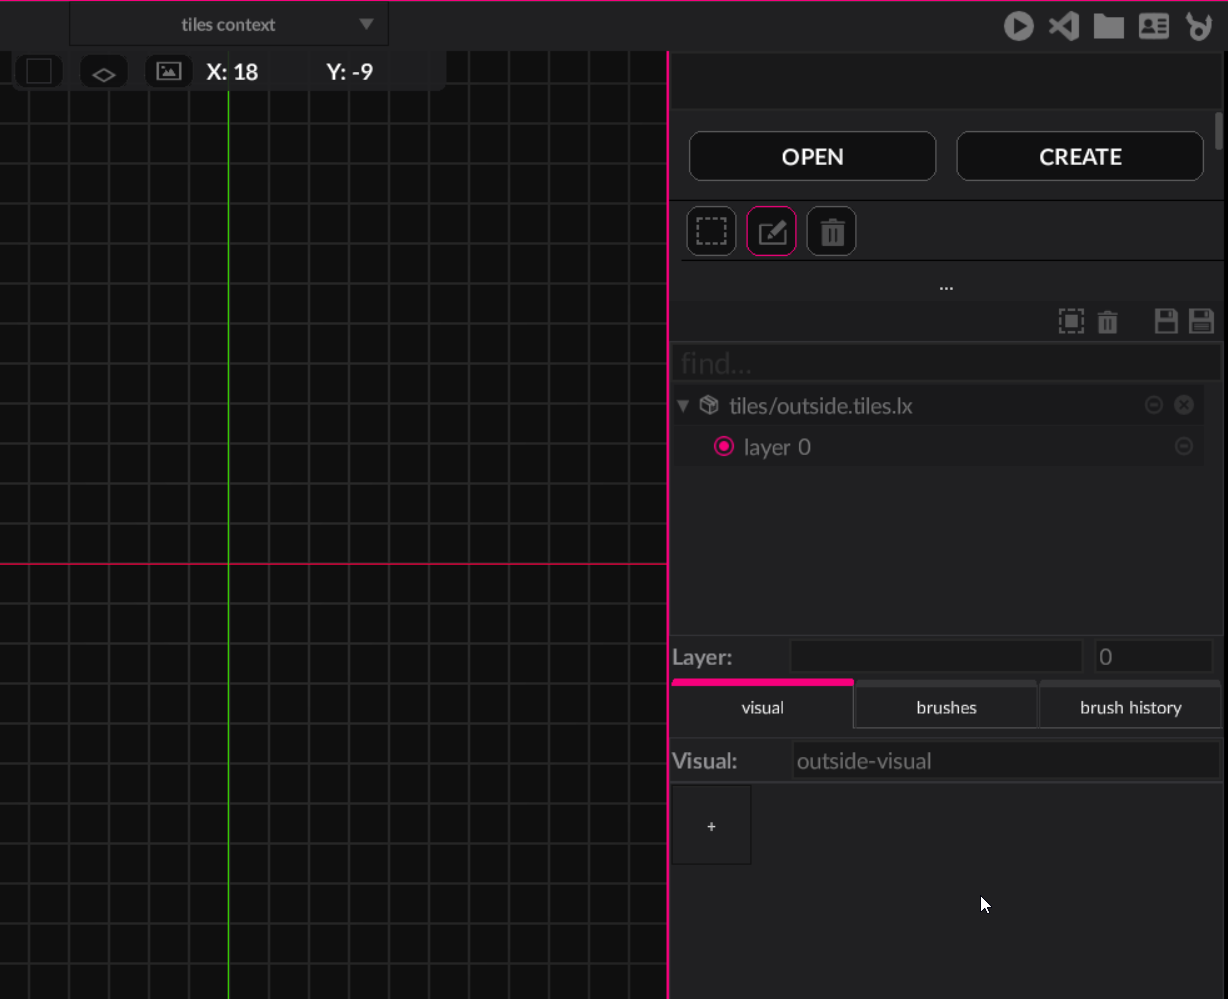 tiles context
X: 18 Y: -9
OPEN CREATE
...
find...
tiles/outside.tiles.lx
layer 0
Layer: 0
visual brushes brush history
Visual: outside-visual
+